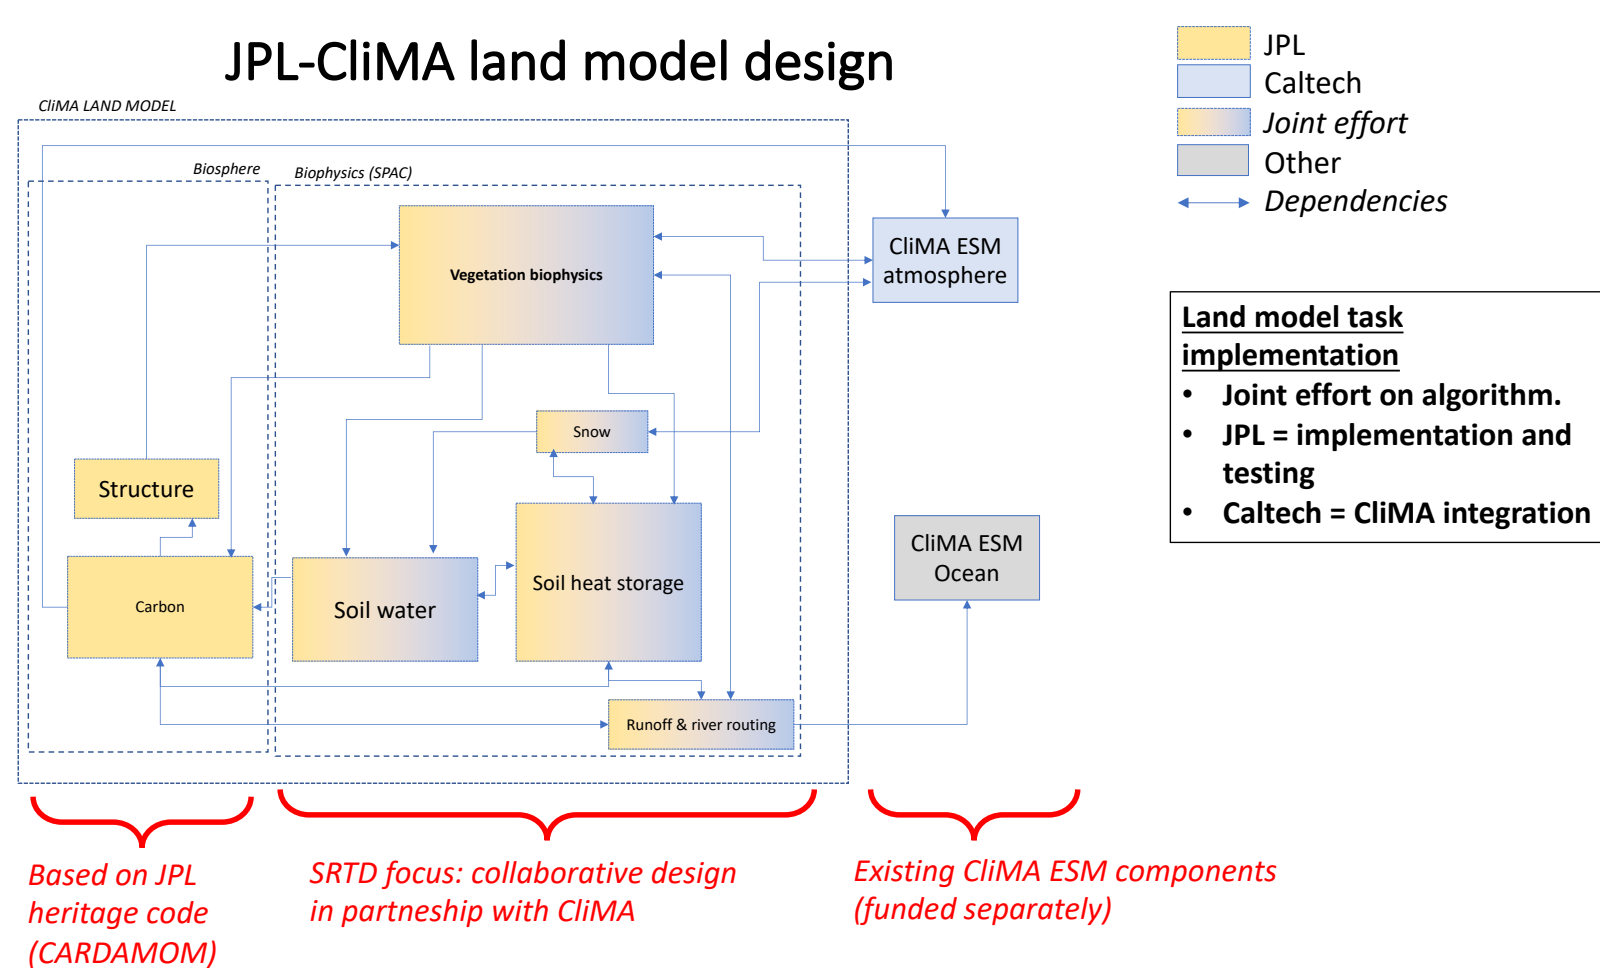 JPL-CliMA land model design
CliMA LAND MODEL
Biosphere
Biophysics (SPAC)
Vegetation biophysics
Snow
Structure
Carbon
Soil water
Soil heat storage
Runoff & river routing
CliMA ESM
atmosphere
CliMA ESM
Ocean
JPL
Caltech
Joint effort
Other
Dependencies
Land model task
implementation
• Joint effort on algorithm.
• JPL = implementation and
testing
• Caltech = CliMA integration
Based on JPL
heritage code
(CARDAMOM)
SRTD focus: collaborative design
in partneship with CliMA
Existing CliMA ESM components
(funded separately)